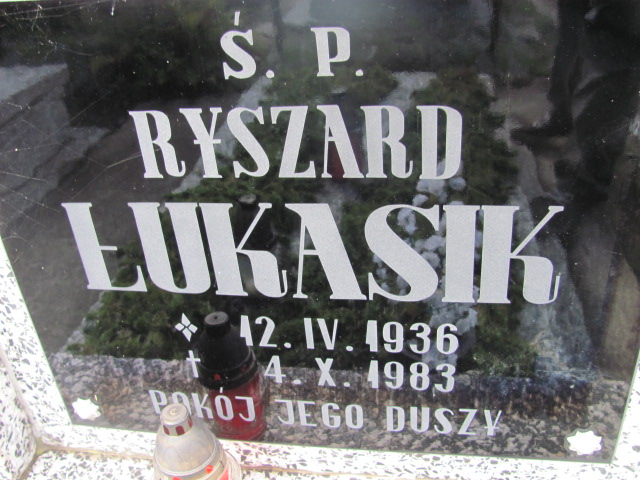 Ś. P.
RYSZARD
ŁUKASIK
12. IV. 1936
† 4. X. 1983
POKÓJ JEGO DUSZY